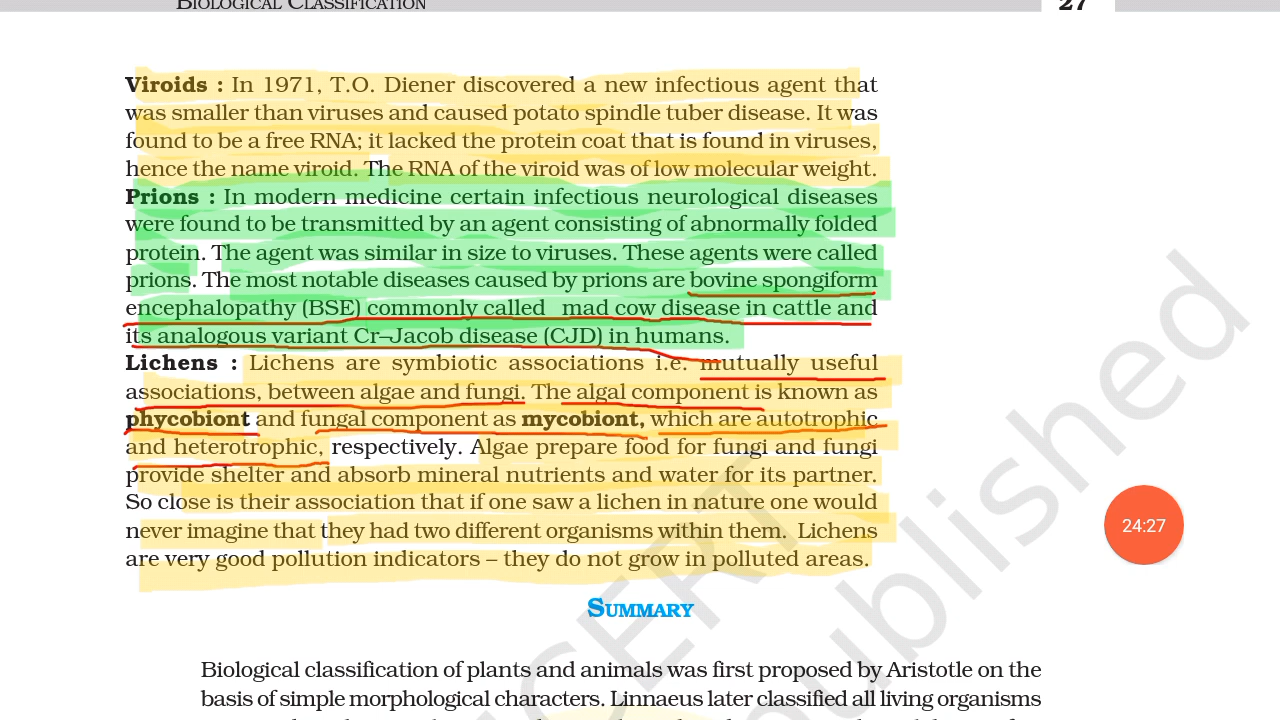 BIOLOGICAL CLASSIFICATION 27
Viroids : In 1971, T.O. Diener discovered a new infectious agent that
was smaller than viruses and caused potato spindle tuber disease. It was
found to be a free RNA; it lacked the protein coat that is found in viruses,
hence the name viroid. The RNA of the viroid was of low molecular weight.
Prions : In modern medicine certain infectious neurological diseases
were found to be transmitted by an agent consisting of abnormally folded
protein. The agent was similar in size to viruses. These agents were called
prions. The most notable diseases caused by prions are bovine spongiform
encephalopathy (BSE) commonly called mad cow disease in cattle and
its analogous variant Cr–Jacob disease (CJD) in humans.
Lichens : Lichens are symbiotic associations i.e. mutually useful
associations, between algae and fungi. The algal component is known as
phycobiont and fungal component as mycobiont, which are autotrophic
and heterotrophic, respectively. Algae prepare food for fungi and fungi
provide shelter and absorb mineral nutrients and water for its partner.
So close is their association that if one saw a lichen in nature one would
never imagine that they had two different organisms within them. Lichens
are very good pollution indicators – they do not grow in polluted areas.
24:27
SUMMARY
Biological classification of plants and animals was first proposed by Aristotle on the
basis of simple morphological characters. Linnaeus later classified all living organisms